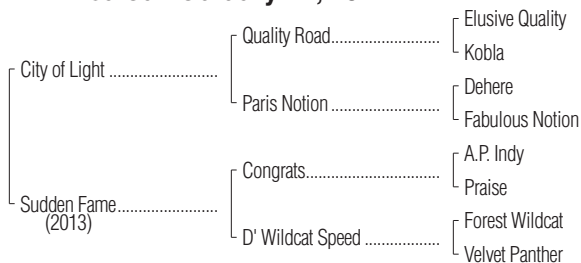 Elusive Quality
Quality Road
Kobla
City of Light
Dehere
Paris Notion
Fabulous Notion
A.P. Indy
Congrats
Praise
Sudden Fame
(2013)
Forest Wildcat
D' Wildcat Speed
Velvet Panther